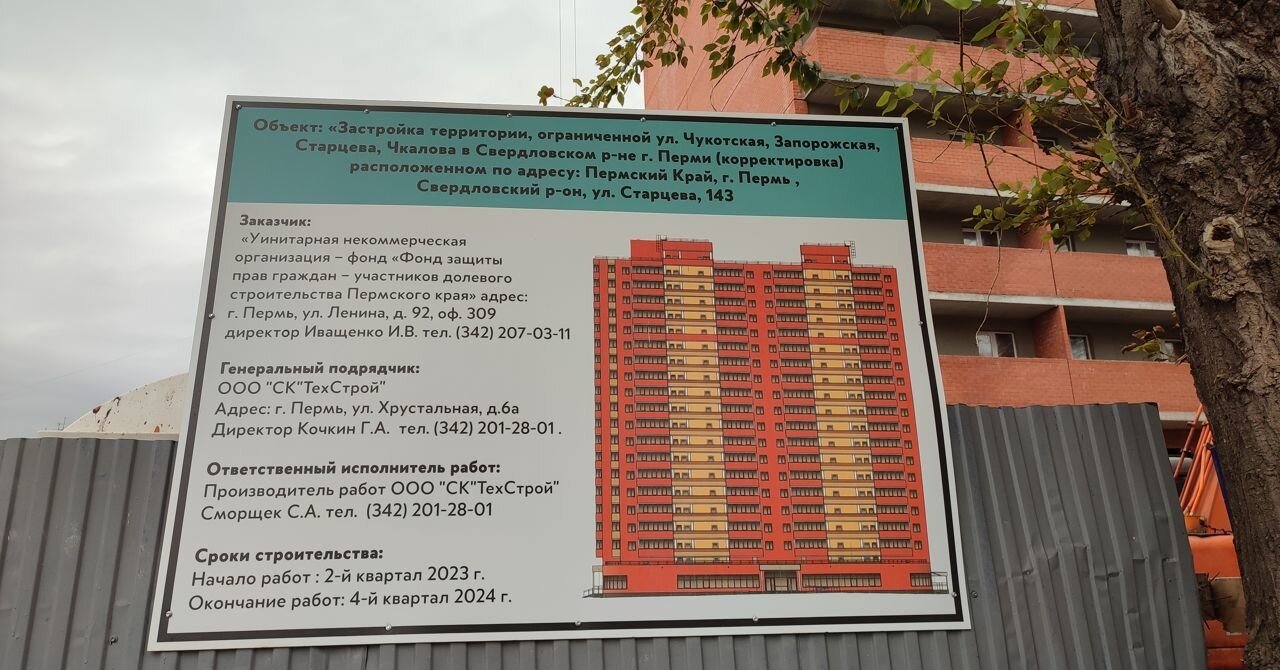 Объект: «Застройка территории, ограниченной ул. Чукотская, Запорожская,
Старцева, Чкалова в Свердловском р-не г. Перми (корректировка)
расположенном по адресу: Пермский Край, г. Пермь ,
Свердловский р-он, ул. Старцева, 143
Заказчик:
«Уинитарная некоммерческая
организация – фонд «Фонд защиты
прав граждан – участников долевого
строительства Пермского края» адрес:
г. Пермь, ул. Ленина, д. 92, оф. 309
директор Иващенко И.В. тел. (342) 207-03-11
Генеральный подрядчик:
ООО "СК"ТехСтрой"
Адрес: г. Пермь, ул. Хрустальная, д.6а
Директор Кочкин Г.А. тел. (342) 201-28-01 .
Ответственный исполнитель работ:
Производитель работ ООО "СК"ТехСтрой"
Сморщек С.А. тел. (342) 201-28-01
Сроки строительства:
Начало работ : 2-й квартал 2023 г.
Окончание работ: 4-й квартал 2024 г.